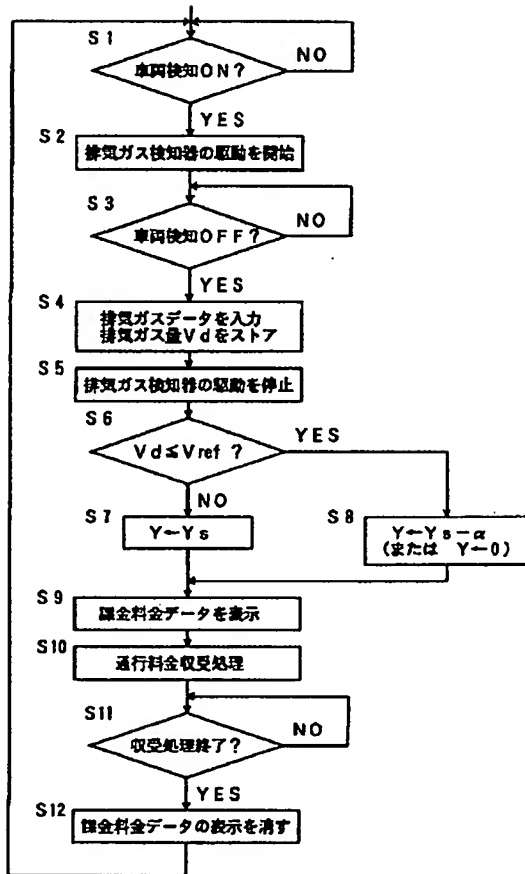 S1
車両検知ON?
NO
YES
S2
排気ガス検知器の駆動を開始
S3
車両検知OFF?
NO
YES
S4
排気ガスデータを入力
排気ガス量Vdをストア
S5
排気ガス検知器の駆動を停止
S6
Vd≦Vref ?
YES
NO
S7
Y←Ys
S8
Y←Ys−α
(または Y←0)
S9
課金料金データを表示
S10
通行料金収受処理
S11
収受処理終了?
NO
YES
S12
課金料金データの表示を消す